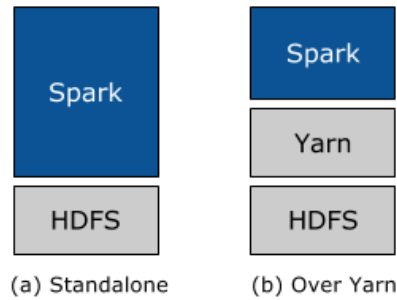 Spark
HDFS
(a) Standalone
Spark
Yarn
HDFS
(b) Over Yarn